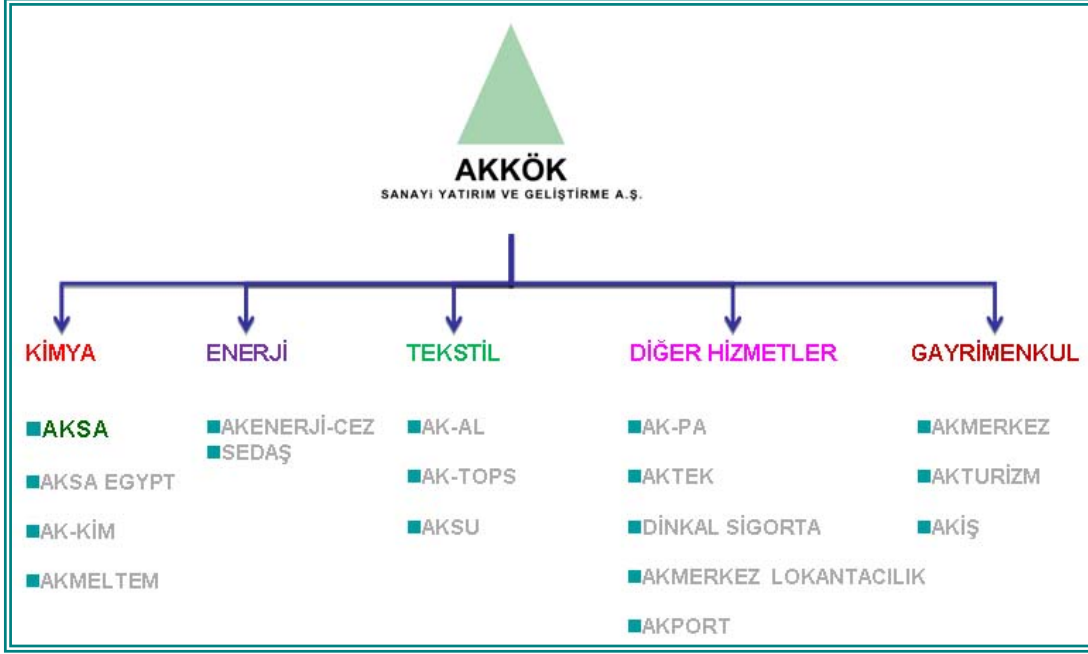 AKKÖK
SANAYİ YATIRIM VE GELİŞTİRME A.Ş.
KİMYA
AKSA
AKSA EGYPT
AK-KİM
AKMELTEM
ENERJİ
AKENERJİ-CEZ
SEDAŞ
TEKSTİL
AK-AL
AK-TOPS
AKSU
DİĞER HİZMETLER
AK-PA
AKTEK
DİNKAL SİGORTA
AKMERKEZ LOKANTACILIK
AKPORT
GAYRİMENKUL
AKMERKEZ
AKTURİZM
AKİŞ